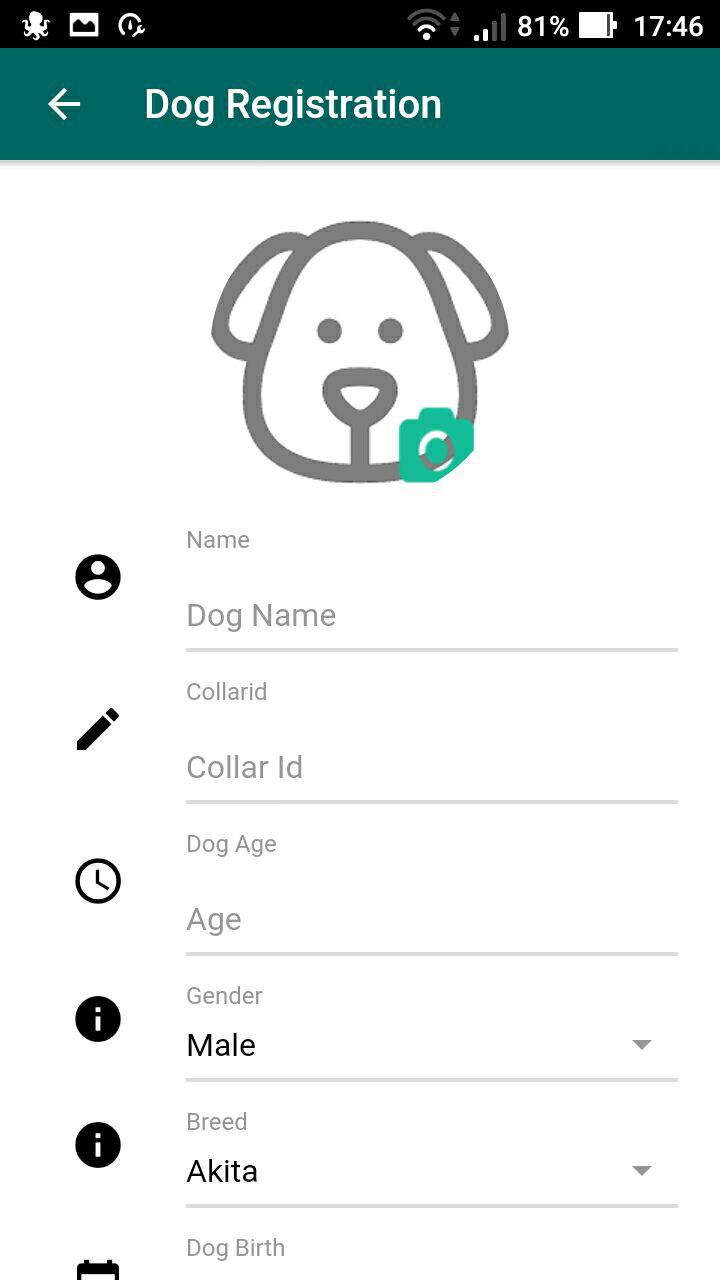 81% 17:46
Dog Registration
Name
Dog Name
Collarid
Collar Id
Dog Age
Age
Gender
Male
Breed
Akita
Dog Birth